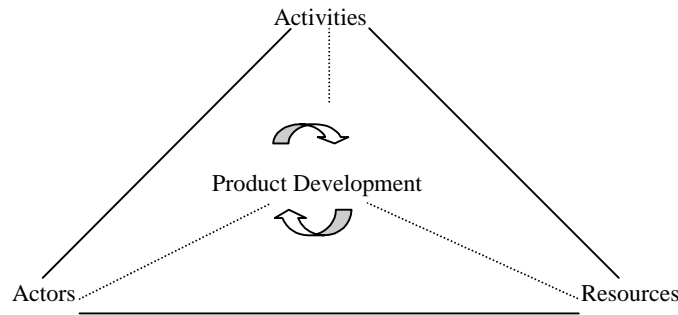 Activities
Product Development
Actors
Resources